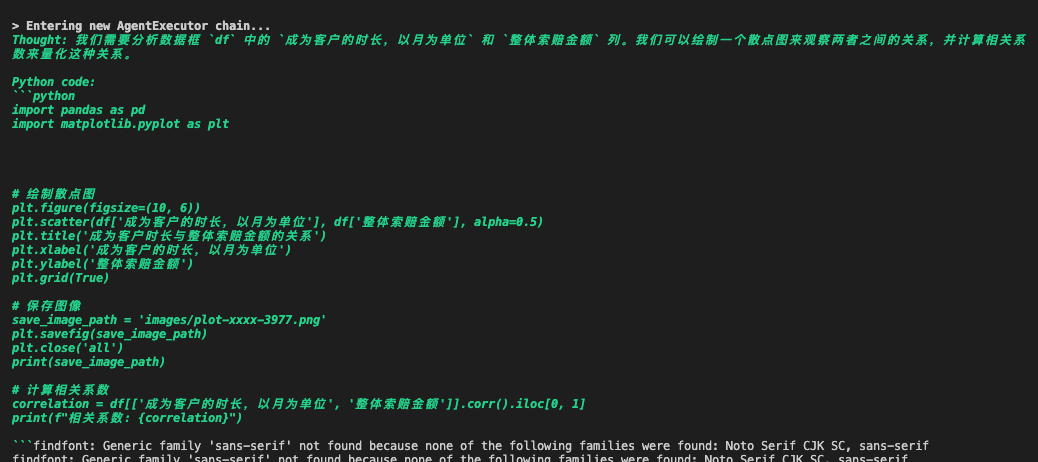 > Entering new AgentExecutor chain...
Thought: 我们需要分析数据框 `df` 中的 `成为客户的时长，以月为单位` 和 `整体索赔金额` 列。我们可以绘制一个散点图来观察两者之间的关系，并计算相关系
数来量化这种关系。
Python code:
```python
import pandas as pd
import matplotlib.pyplot as plt
# 绘制散点图
plt.figure(figsize=(10, 6))
plt.scatter(df['成为客户的时长，以月为单位'], df['整体索赔金额'], alpha=0.5)
plt.title('成为客户时长与整体索赔金额的关系')
plt.xlabel('成为客户的时长，以月为单位')
plt.ylabel('整体索赔金额')
plt.grid(True)
# 保存图像
save_image_path = 'images/plot-xxxx-3977.png'
plt.savefig(save_image_path)
plt.close('all')
print(save_image_path)
# 计算相关系数
correlation = df[['成为客户的时长，以月为单位', '整体索赔金额']].corr().iloc[0, 1]
print(f"相关系数: {correlation}")
```findfont: Generic family 'sans-serif' not found because none of the following families were found: Noto Serif CJK SC, sans-serif
findfont: Generic family 'sans-serif' not found because none of the following families were found: Noto Serif CJK SC, sans-serif